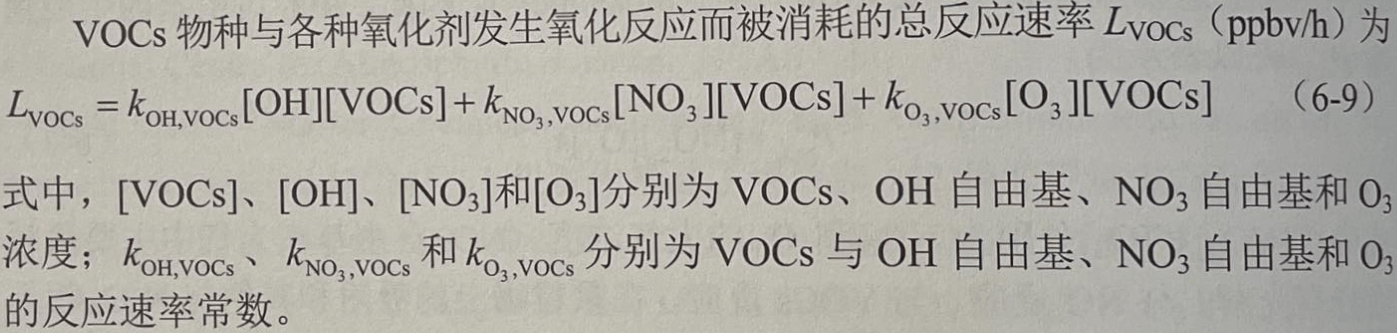 VOCs 物种与各种氧化剂发生氧化反应而被消耗的总反应速率 L_VOCs（ppbv/h）为
L_VOCs = k_OH,VOCs[OH][VOCs] + k_NO₃,VOCs[NO₃][VOCs] + k_O₃,VOCs[O₃][VOCs] （6-9）
式中，[VOCs]、[OH]、[NO₃]和[O₃]分别为 VOCs、OH 自由基、NO₃ 自由基和 O₃
浓度；k_OH,VOCs、k_NO₃,VOCs 和 k_O₃,VOCs 分别为 VOCs 与 OH 自由基、NO₃ 自由基和 O₃
的反应速率常数。